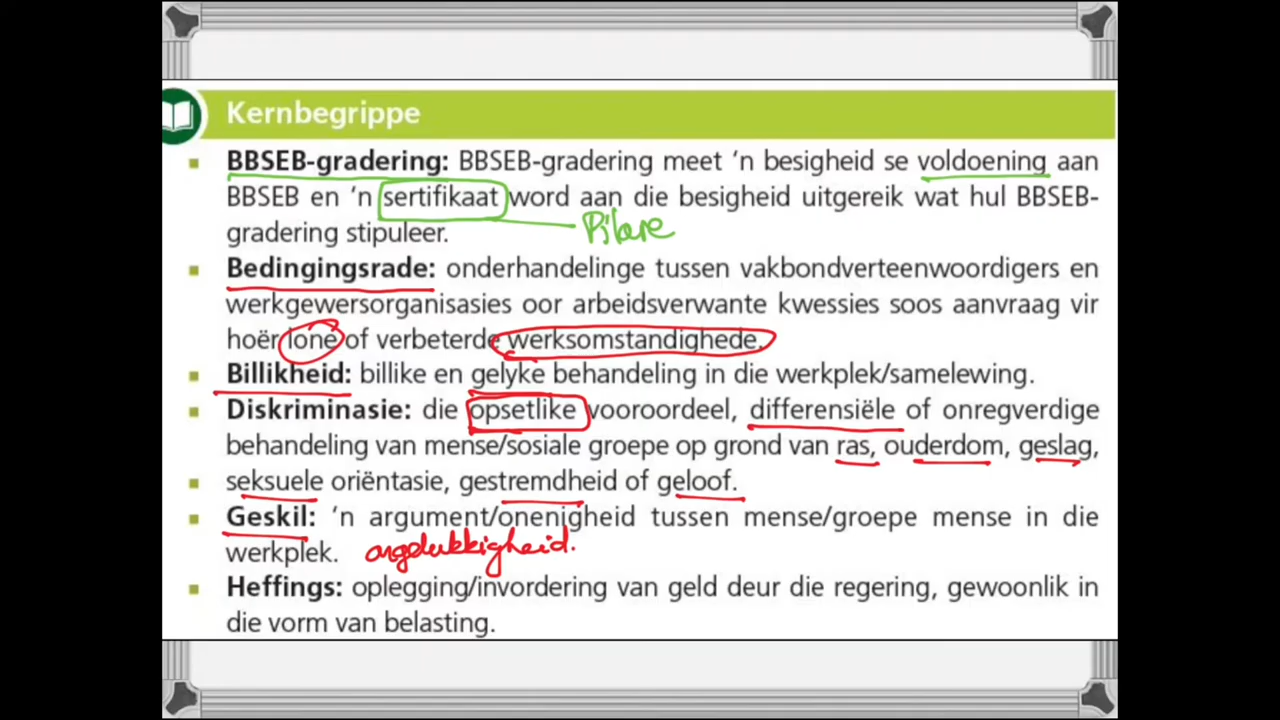 Kernbegrippe
▪ BBSEB-gradering: BBSEB-gradering meet ‘n besigheid se voldoening aan
BBSEB en ‘n sertifikaat word aan die besigheid uitgereik wat hul BBSEB-
gradering stipuleer.
Pilare
▪ Bedingingsrade: onderhandelinge tussen vakbondverteenwoordigers en
werkgewersorganisasies oor arbeidsverwante kwessies soos aanvraag vir
hoër lone of verbeterde werksomstandighede.
▪ Billikheid: billike en gelyke behandeling in die werkplek/samelewing.
▪ Diskriminasie: die opsetlike vooroordeel, differensiële of onregverdige
behandeling van mense/sosiale groepe op grond van ras, ouderdom, geslag,
▪ seksuele oriëntasie, gestremdheid of geloof.
▪ Geskil: ‘n argument/onenigheid tussen mense/groepe mense in die
werkplek. ongelukkigheid.
▪ Heffings: oplegging/invordering van geld deur die regering, gewoonlik in
die vorm van belasting.